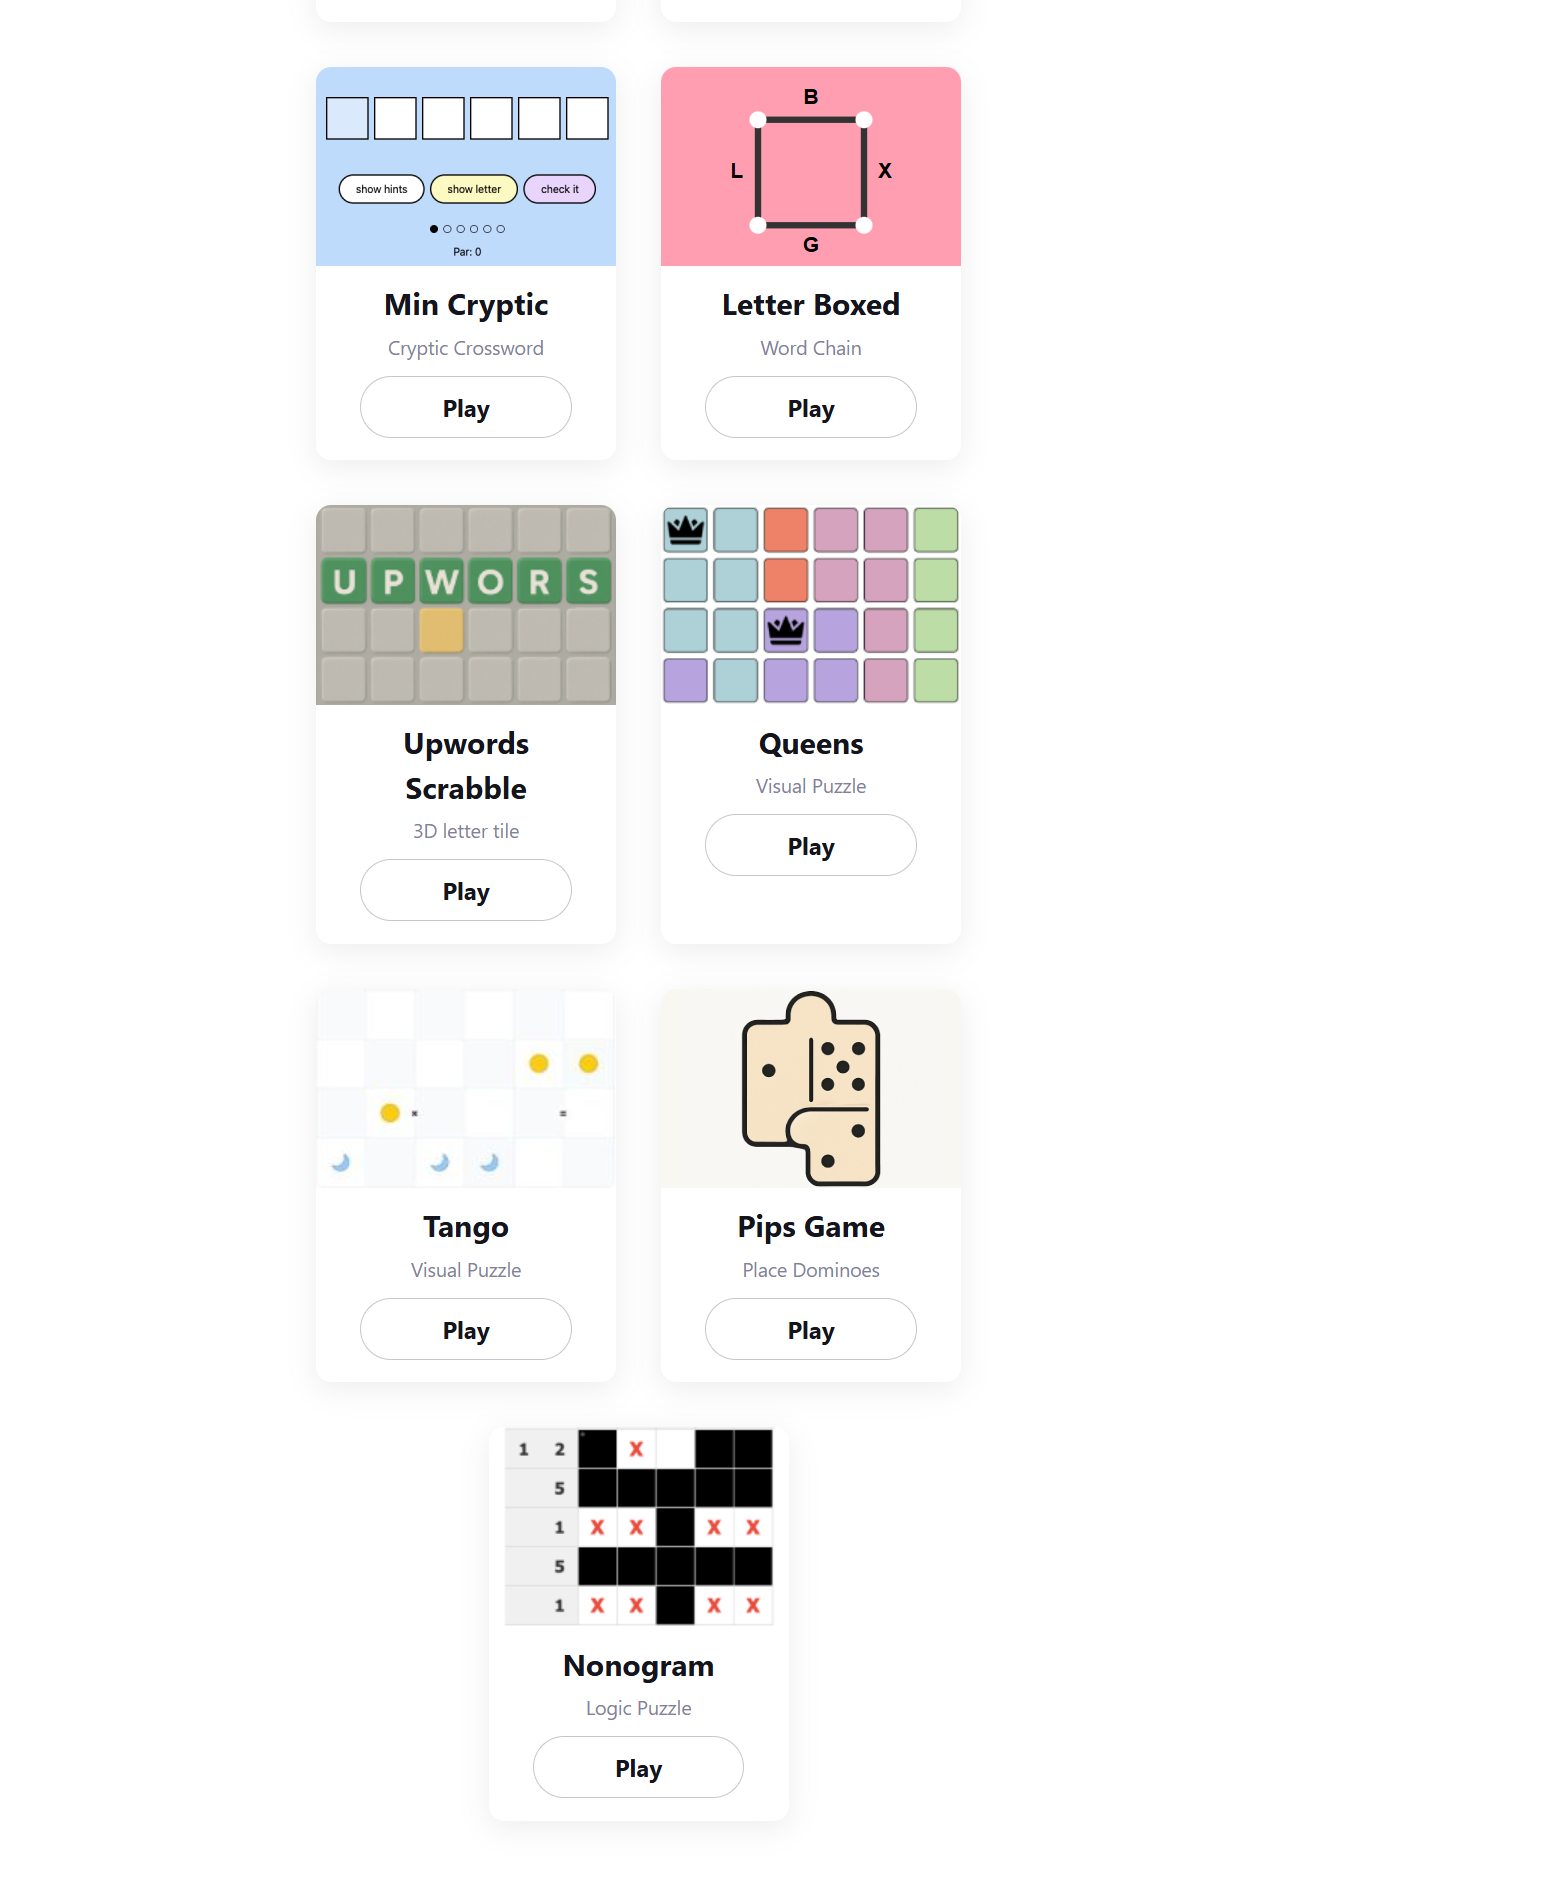 show hints show letter check it
Par: 0
Min Cryptic
Cryptic Crossword
Play
B
L X
G
Letter Boxed
Word Chain
Play
UPWORS
Upwords
Scrabble
3D letter tile
Play
Queens
Visual Puzzle
Play
× =
Tango
Visual Puzzle
Play
Pips Game
Place Dominoes
Play
1 2 X
5
1 X X X X
5
1 X X X X
Nonogram
Logic Puzzle
Play